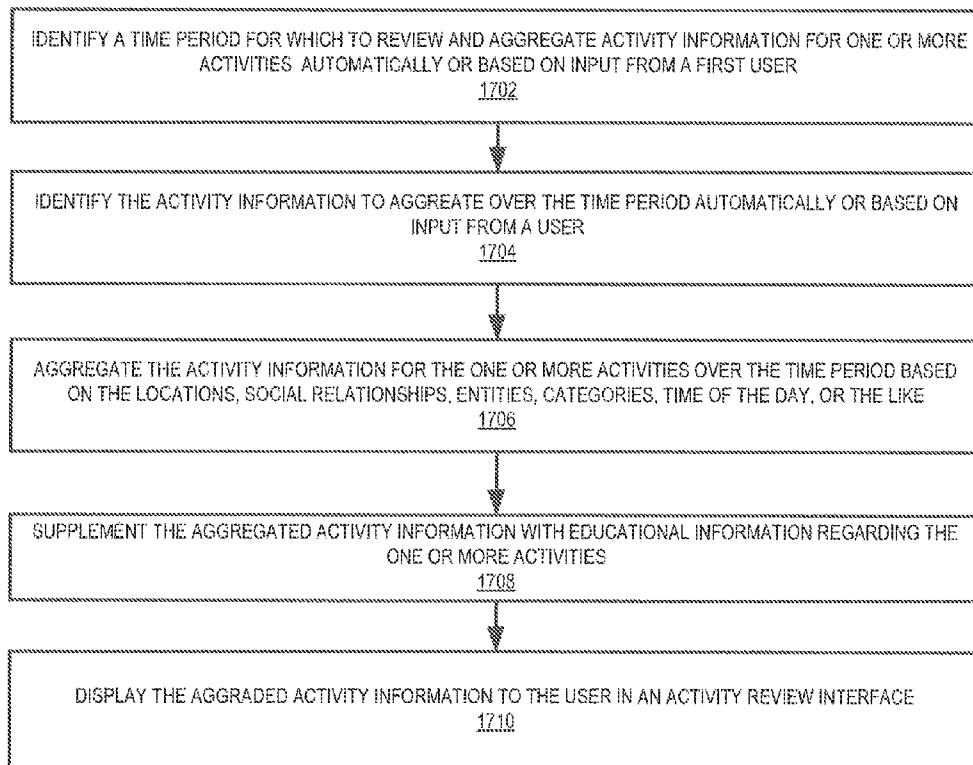 IDENTIFY A TIME PERIOD FOR WHICH TO REVIEW AND AGGREGATE ACTIVITY INFORMATION FOR ONE OR MORE
ACTIVITIES AUTOMATICALLY OR BASED ON INPUT FROM A FIRST USER
1702
IDENTIFY THE ACTIVITY INFORMATION TO AGGREATE OVER THE TIME PERIOD AUTOMATICALLY OR BASED ON
INPUT FROM A USER
1704
AGGREGATE THE ACTIVITY INFORMATION FOR THE ONE OR MORE ACTIVITIES OVER THE TIME PERIOD BASED
ON THE LOCATIONS, SOCIAL RELATIONSHIPS, ENTITIES, CATEGORIES, TIME OF THE DAY, OR THE LIKE
1706
SUPPLEMENT THE AGGREGATED ACTIVITY INFORMATION WITH EDUCATIONAL INFORMATION REGARDING THE
ONE OR MORE ACTIVITIES
1708
DISPLAY THE AGGRADED ACTIVITY INFORMATION TO THE USER IN AN ACTIVITY REVIEW INTERFACE
1710